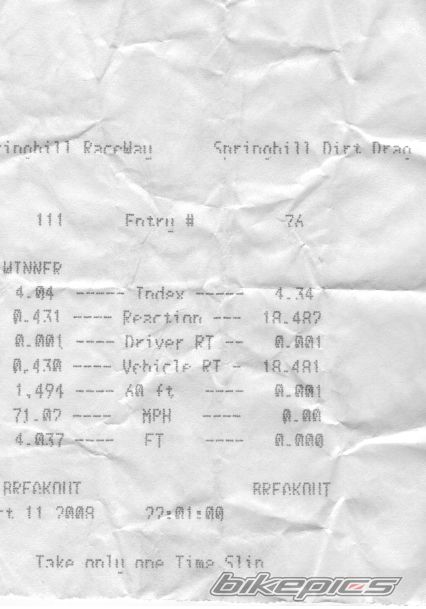 inghill RaceWay Springhill Dirt Drag
111 Entry # 7A
WINNER
4.04 ----- Index ----- 4.34
0.431 ---- Reaction --- 18.482
0.001 ---- Driver RT -- 0.001
0.430 ---- Vehicle RT - 18.481
1.494 ---- 60 ft ---- 0.001
71.02 ---- MPH ---- 0.00
4.037 ---- FT ---- 0.000
BREAKOUT BREAKOUT
t 11 2008 22:01:00
Take only one Time Slip
bikepics